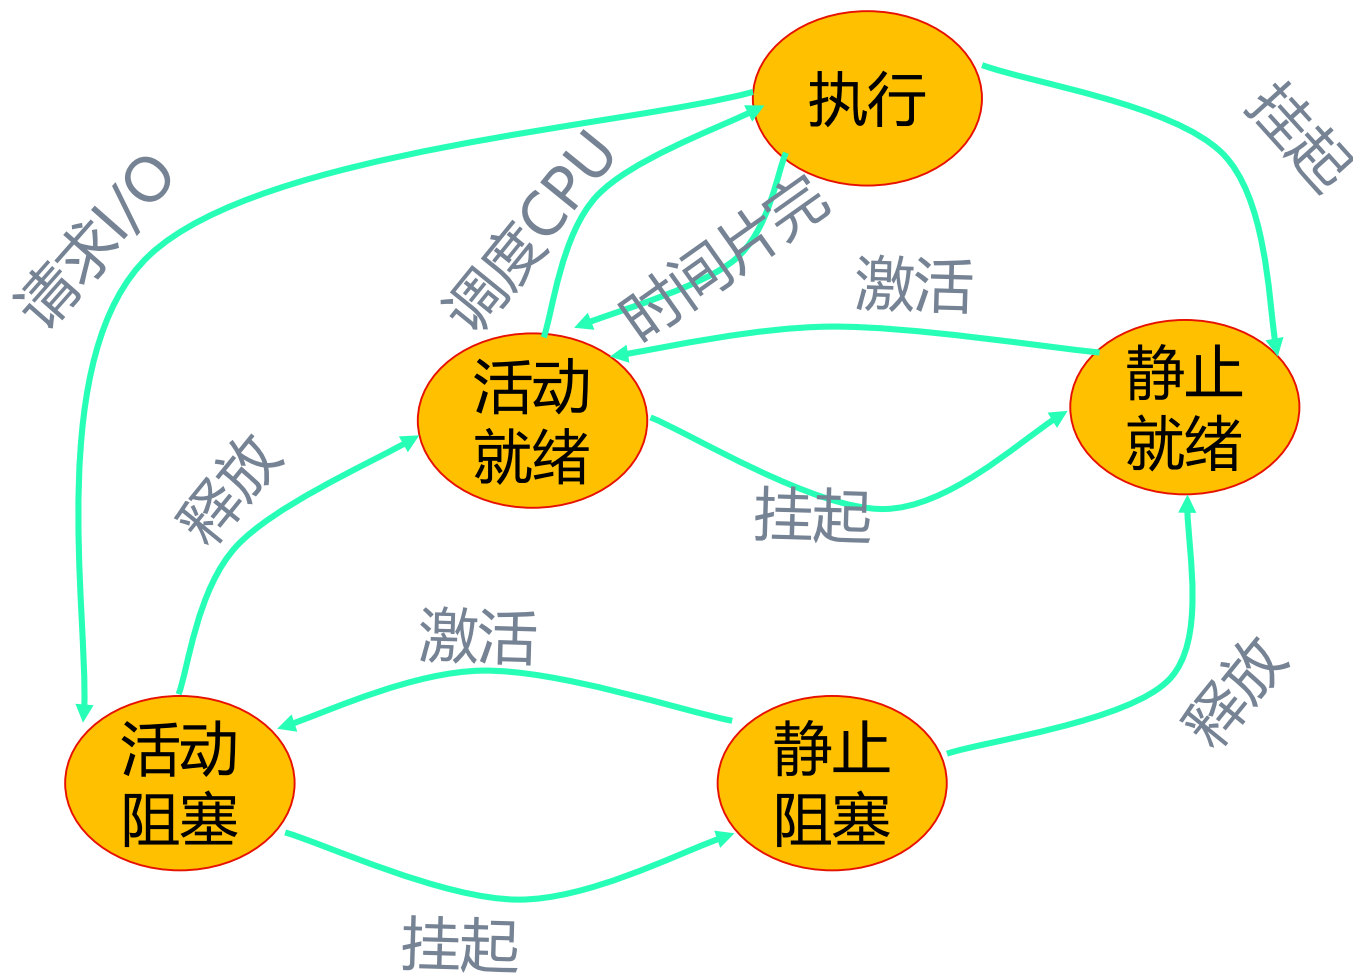 执行
挂起
请求I/O
调度CPU
时间片完
激活
活动
就绪
静止
就绪
释放
挂起
激活
释放
活动
阻塞
静止
阻塞
挂起